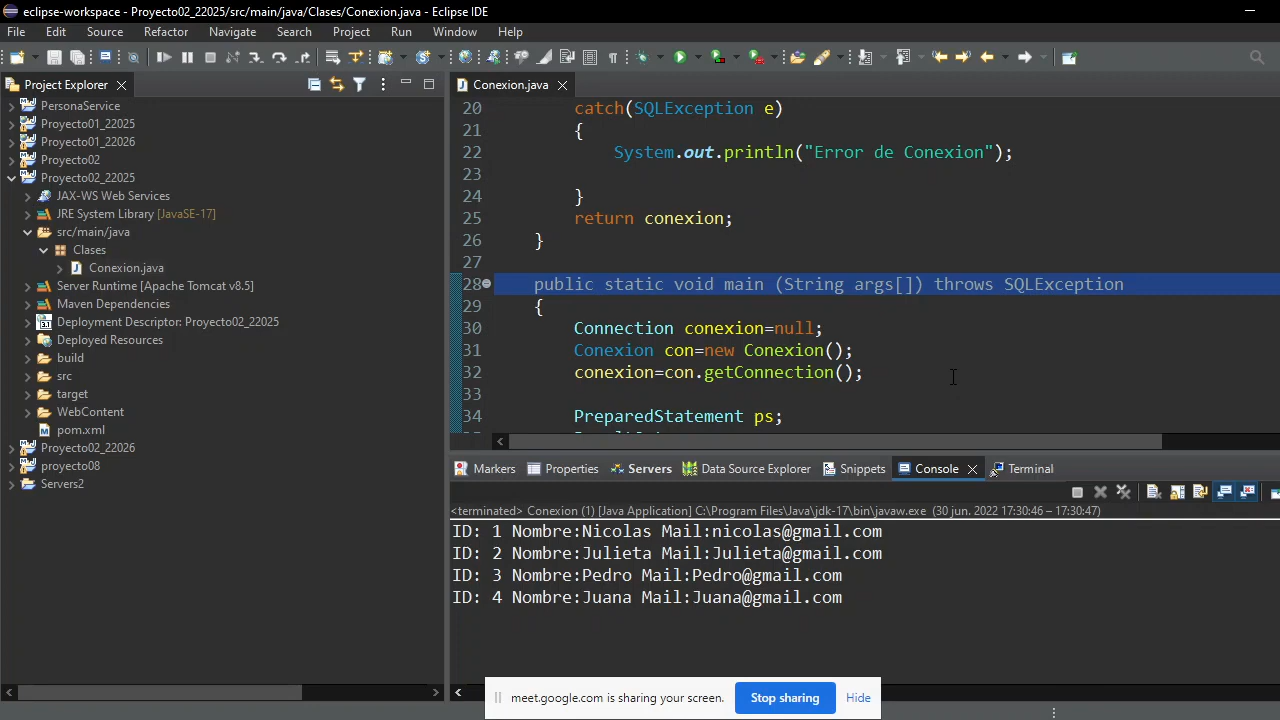 eclipse-workspace - Proyecto02_22025/src/main/java/Clases/Conexion.java - Eclipse IDE
File Edit Source Refactor Navigate Search Project Run Window Help
Project Explorer
PersonaService
Proyecto01_22025
Proyecto01_22026
Proyecto02
Proyecto02_22025
JAX-WS Web Services
JRE System Library [JavaSE-17]
src/main/java
Clases
Conexion.java
Server Runtime [Apache Tomcat v8.5]
Maven Dependencies
Deployment Descriptor: Proyecto02_22025
Deployed Resources
build
src
target
WebContent
pom.xml
Proyecto02_22026
proyecto08
Servers2
Conexion.java
20 catch(SQLException e)
21 {
22 System.out.println("Error de Conexion");
23
24 }
25 return conexion;
26 }
27
28 public static void main (String args[]) throws SQLException
29 {
30 Connection conexion=null;
31 Conexion con=new Conexion();
32 conexion=con.getConnection();
33
34 PreparedStatement ps;
Markers Properties Servers Data Source Explorer Snippets Console Terminal
<terminated> Conexion (1) [Java Application] C:\Program Files\Java\jdk-17\bin\javaw.exe (30 jun. 2022 17:30:46 – 17:30:47)
ID: 1 Nombre:Nicolas Mail:nicolas@gmail.com
ID: 2 Nombre:Julieta Mail:Julieta@gmail.com
ID: 3 Nombre:Pedro Mail:Pedro@gmail.com
ID: 4 Nombre:Juana Mail:Juana@gmail.com
meet.google.com is sharing your screen. Stop sharing Hide